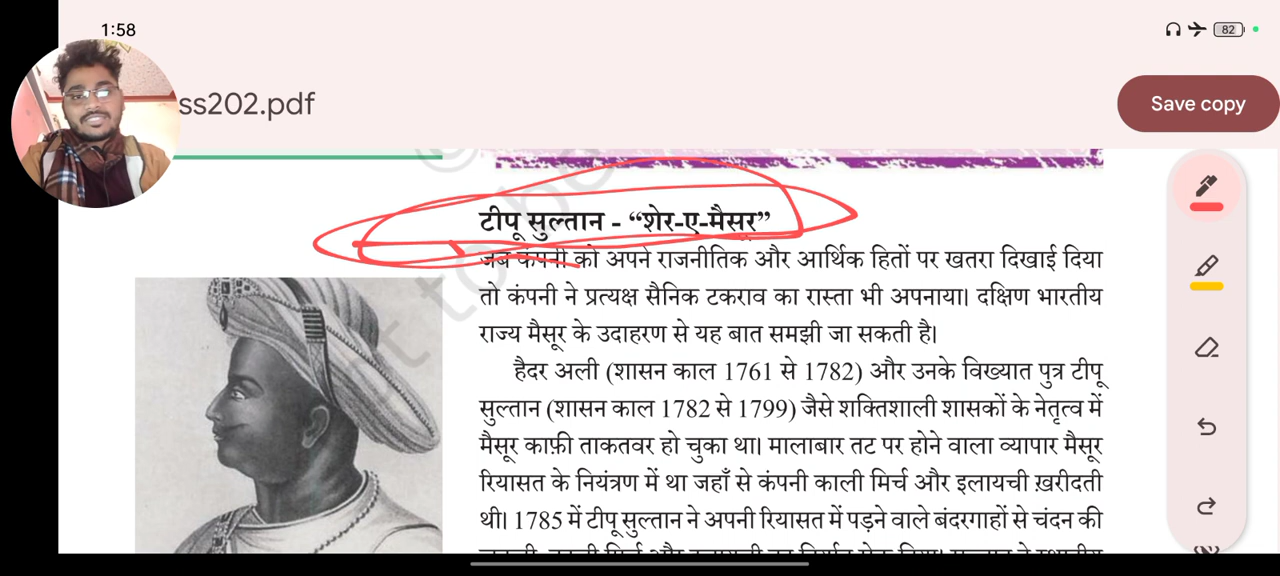 1:58
82
ss202.pdf
Save copy
टीपू सुल्तान - “शेर-ए-मैसूर”
जब कंपनी को अपने राजनीतिक और आर्थिक हितों पर खतरा दिखाई दिया
तो कंपनी ने प्रत्यक्ष सैनिक टकराव का रास्ता भी अपनाया। दक्षिण भारतीय
राज्य मैसूर के उदाहरण से यह बात समझी जा सकती है।
हैदर अली (शासन काल 1761 से 1782) और उनके विख्यात पुत्र टीपू
सुल्तान (शासन काल 1782 से 1799) जैसे शक्तिशाली शासकों के नेतृत्व में
मैसूर काफ़ी ताकतवर हो चुका था। मालाबार तट पर होने वाला व्यापार मैसूर
रियासत के नियंत्रण में था जहाँ से कंपनी काली मिर्च और इलायची ख़रीदती
थी। 1785 में टीपू सुल्तान ने अपनी रियासत में पड़ने वाले बंदरगाहों से चंदन की